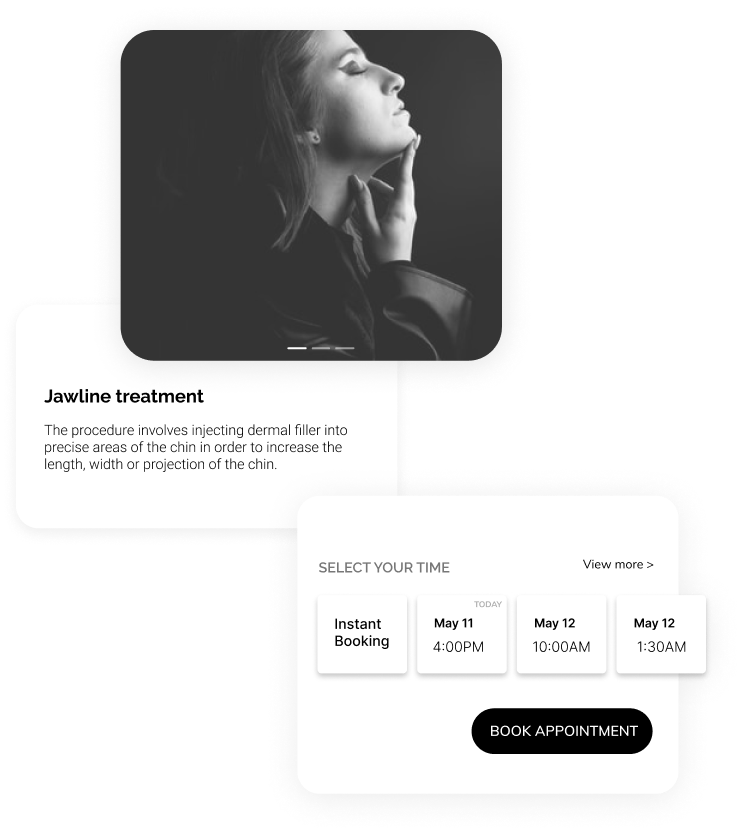 Jawline treatment
The procedure involves injecting dermal filler into
precise areas of the chin in order to increase the
length, width or projection of the chin.
SELECT YOUR TIME
View more >
Instant
Booking
TODAY
May 11
4:00PM
May 12
10:00AM
May 12
1:30AM
BOOK APPOINTMENT